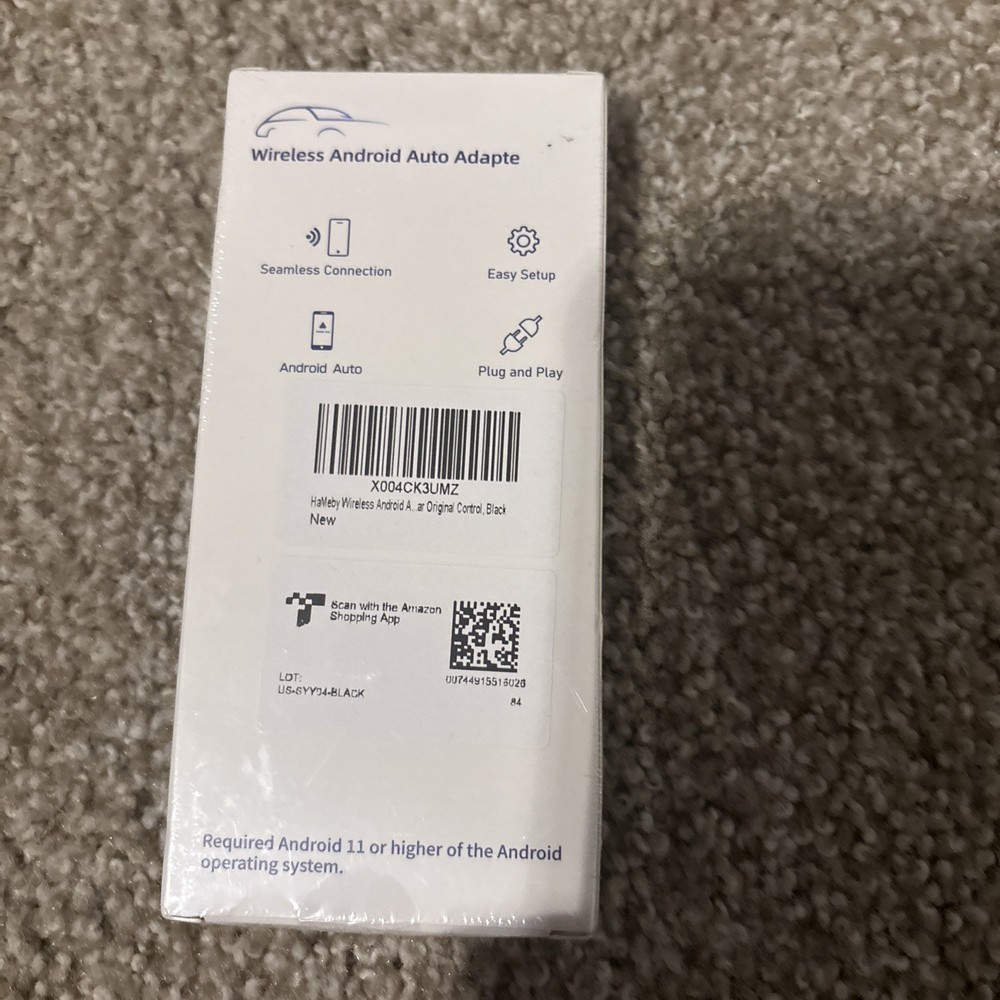 Wireless Android Auto Adapte
Seamless Connection
Easy Setup
Android Auto
Plug and Play
X004CK3UMZ
HaMeby Wireless Android A...ar Original Control, Black
New
Scan with the Amazon
Shopping App
LOT:
US-SYY04-BLACK
00744915516026
84
Required Android 11 or higher of the Android
operating system.